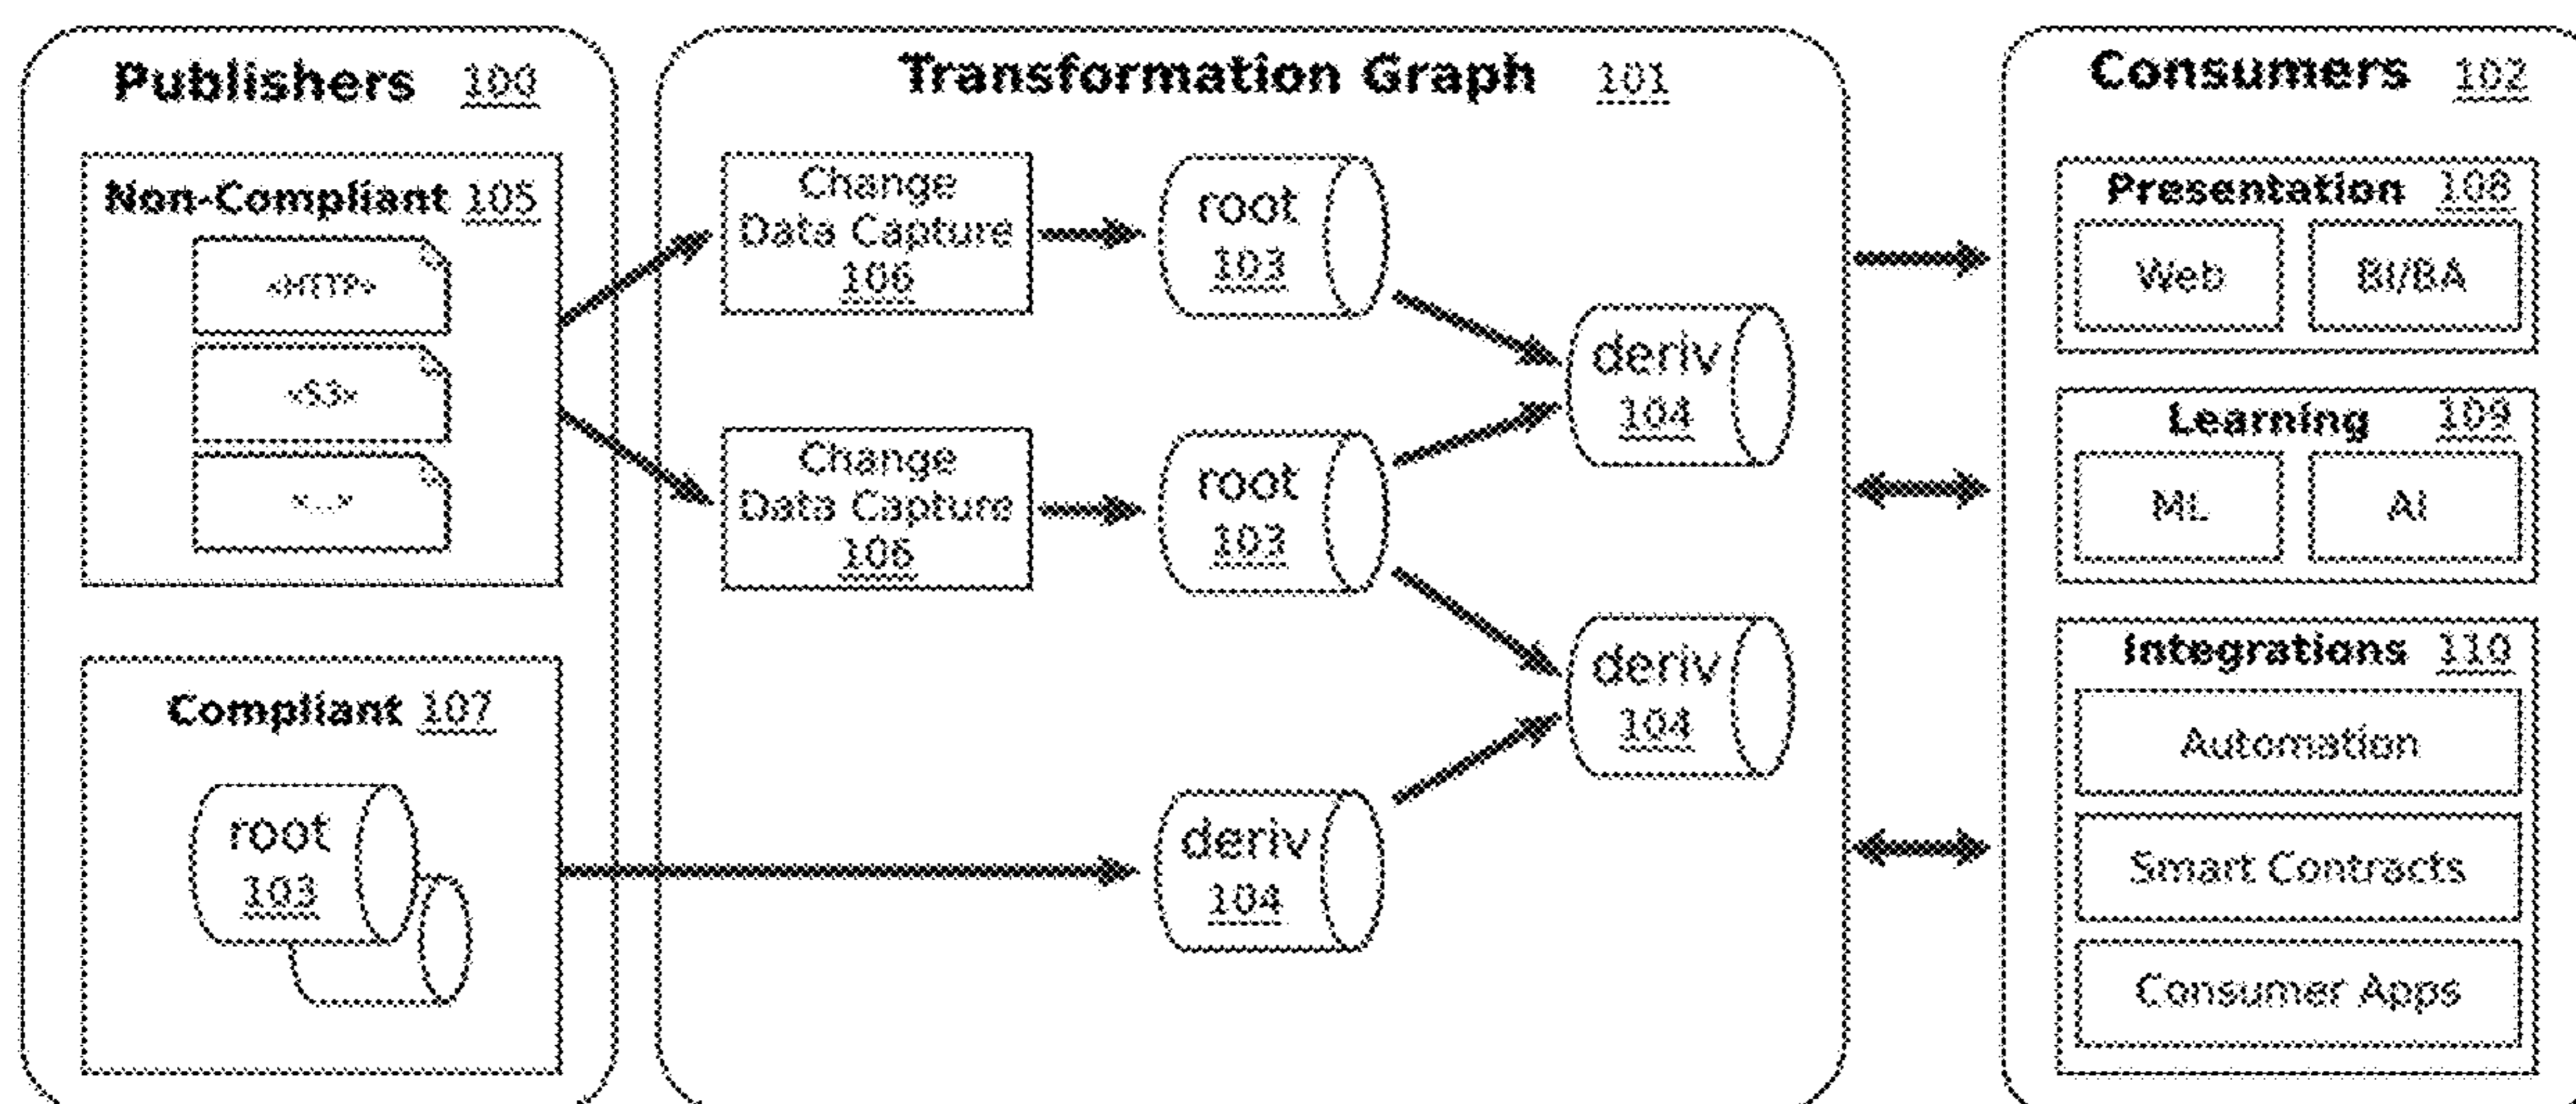 Publishers 100
Non-Compliant 105
<HTTP>
<S3>
<...>
Compliant 107
root
103
Transformation Graph 101
Change
Data Capture
106
root
103
Change
Data Capture
106
root
103
deriv
104
deriv
104
deriv
104
Consumers 102
Presentation 108
Web
BI/BA
Learning 109
ML
AI
Integrations 110
Automation
Smart Contracts
Consumer Apps